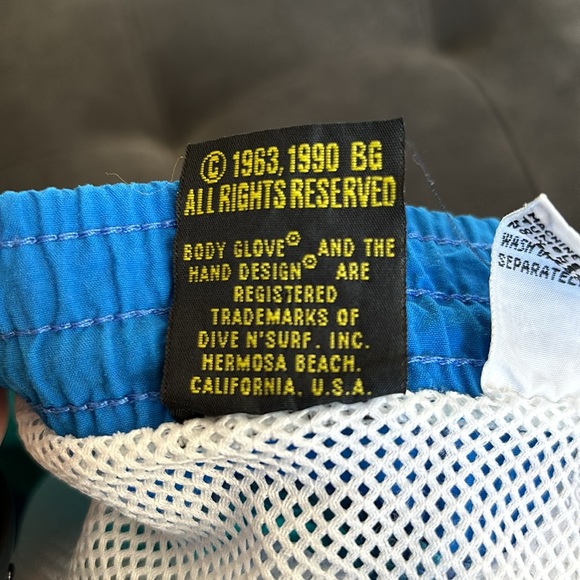 © 1963, 1990 BG
ALL RIGHTS RESERVED
BODY GLOVE® AND THE
HAND DESIGN® ARE
REGISTERED
TRADEMARKS OF
DIVE N'SURF. INC.
HERMOSA BEACH.
CALIFORNIA, U.S.A.
WASH
SEPARATELY